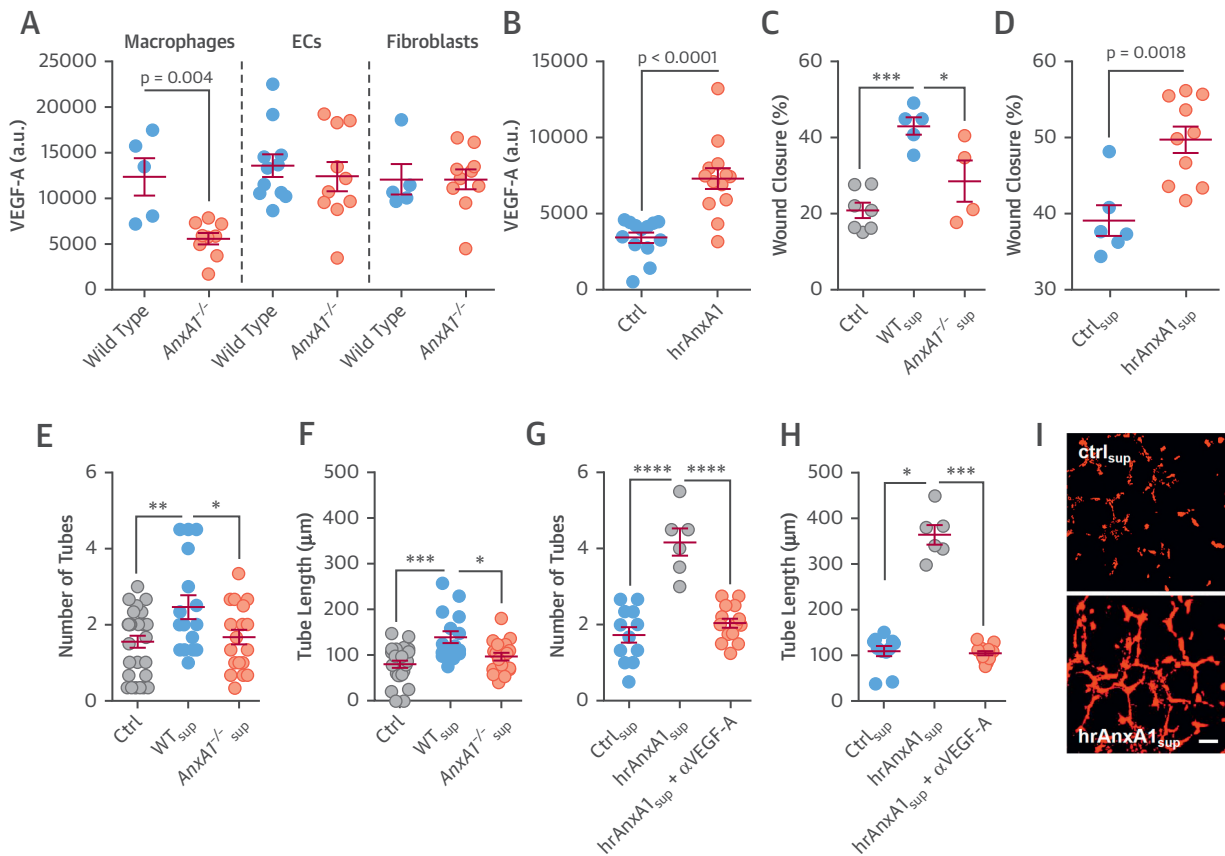 A
Macrophages
ECs
Fibroblasts
p = 0.004
VEGF-A (a.u.)
25000
20000
15000
10000
5000
0
Wild Type
AnxA1-/-
Wild Type
AnxA1-/-
Wild Type
AnxA1-/-
B
p < 0.0001
VEGF-A (a.u.)
15000
10000
5000
0
Ctrl
hrAnxA1
C
***
*
Wound Closure (%)
60
40
20
0
Ctrl
WTsup
AnxA1-/-sup
D
p = 0.0018
Wound Closure (%)
60
50
40
30
Ctrlsup
hrAnxA1sup
E
**
*
Number of Tubes
6
4
2
0
Ctrl
WTsup
AnxA1-/-sup
F
***
*
Tube Length (μm)
500
400
300
200
100
0
Ctrl
WTsup
AnxA1-/-sup
G
****
****
Number of Tubes
6
4
2
0
Ctrlsup
hrAnxA1sup
hrAnxA1sup + αVEGF-A
H
*
***
Tube Length (μm)
500
400
300
200
100
0
Ctrlsup
hrAnxA1sup
hrAnxA1sup + αVEGF-A
I
ctrlsup
hrAnxA1sup